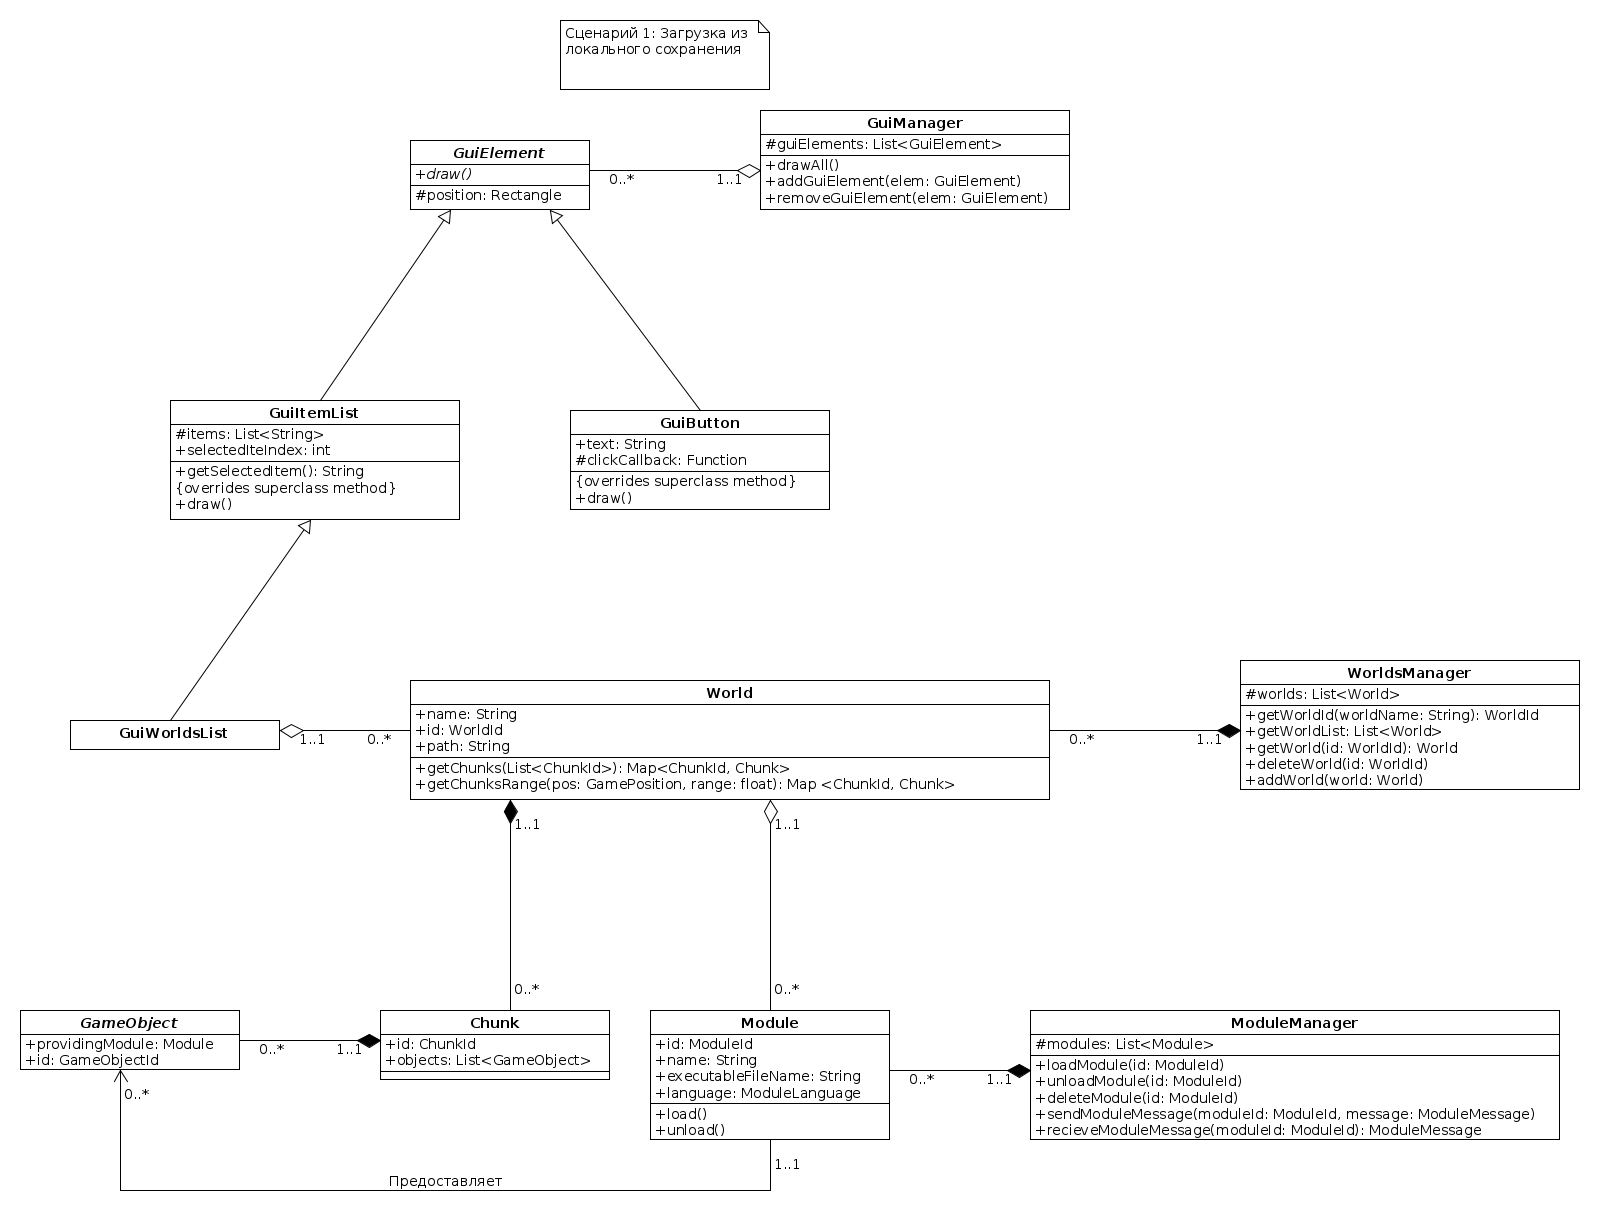 Сценарий 1: Загрузка из
локального сохранения
GuiManager
#guiElements: List<GuiElement>
+drawAll()
+addGuiElement(elem: GuiElement)
+removeGuiElement(elem: GuiElement)
GuiElement
+draw()
#position: Rectangle
0..*
1..1
GuiItemList
#items: List<String>
+selectedIteIndex: int
+getSelectedItem(): String
{overrides superclass method}
+draw()
GuiButton
+text: String
#clickCallback: Function
{overrides superclass method}
+draw()
GuiWorldsList
1..1
0..*
World
+name: String
+id: WorldId
+path: String
+getChunks(List<ChunkId>): Map<ChunkId, Chunk>
+getChunksRange(pos: GamePosition, range: float): Map <ChunkId, Chunk>
0..*
1..1
WorldsManager
#worlds: List<World>
+getWorldId(worldName: String): WorldId
+getWorldList: List<World>
+getWorld(id: WorldId): World
+deleteWorld(id: WorldId)
+addWorld(world: World)
1..1
1..1
0..*
0..*
GameObject
+providingModule: Module
+id: GameObjectId
0..*
1..1
Chunk
+id: ChunkId
+objects: List<GameObject>
Module
+id: ModuleId
+name: String
+executableFileName: String
+language: ModuleLanguage
+load()
+unload()
0..*
1..1
ModuleManager
#modules: List<Module>
+loadModule(id: ModuleId)
+unloadModule(id: ModuleId)
+deleteModule(id: ModuleId)
+sendModuleMessage(moduleId: ModuleId, message: ModuleMessage)
+recieveModuleMessage(moduleId: ModuleId): ModuleMessage
0..*
1..1
Предоставляет